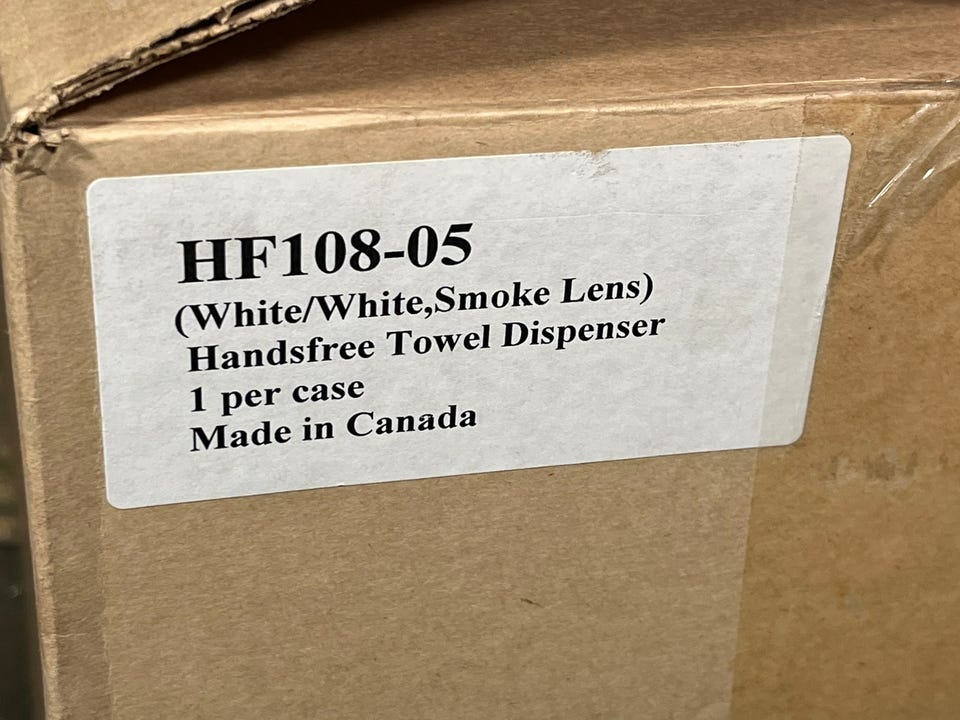 HF108-05
(White/White,Smoke Lens)
Handsfree Towel Dispenser
1 per case
Made in Canada